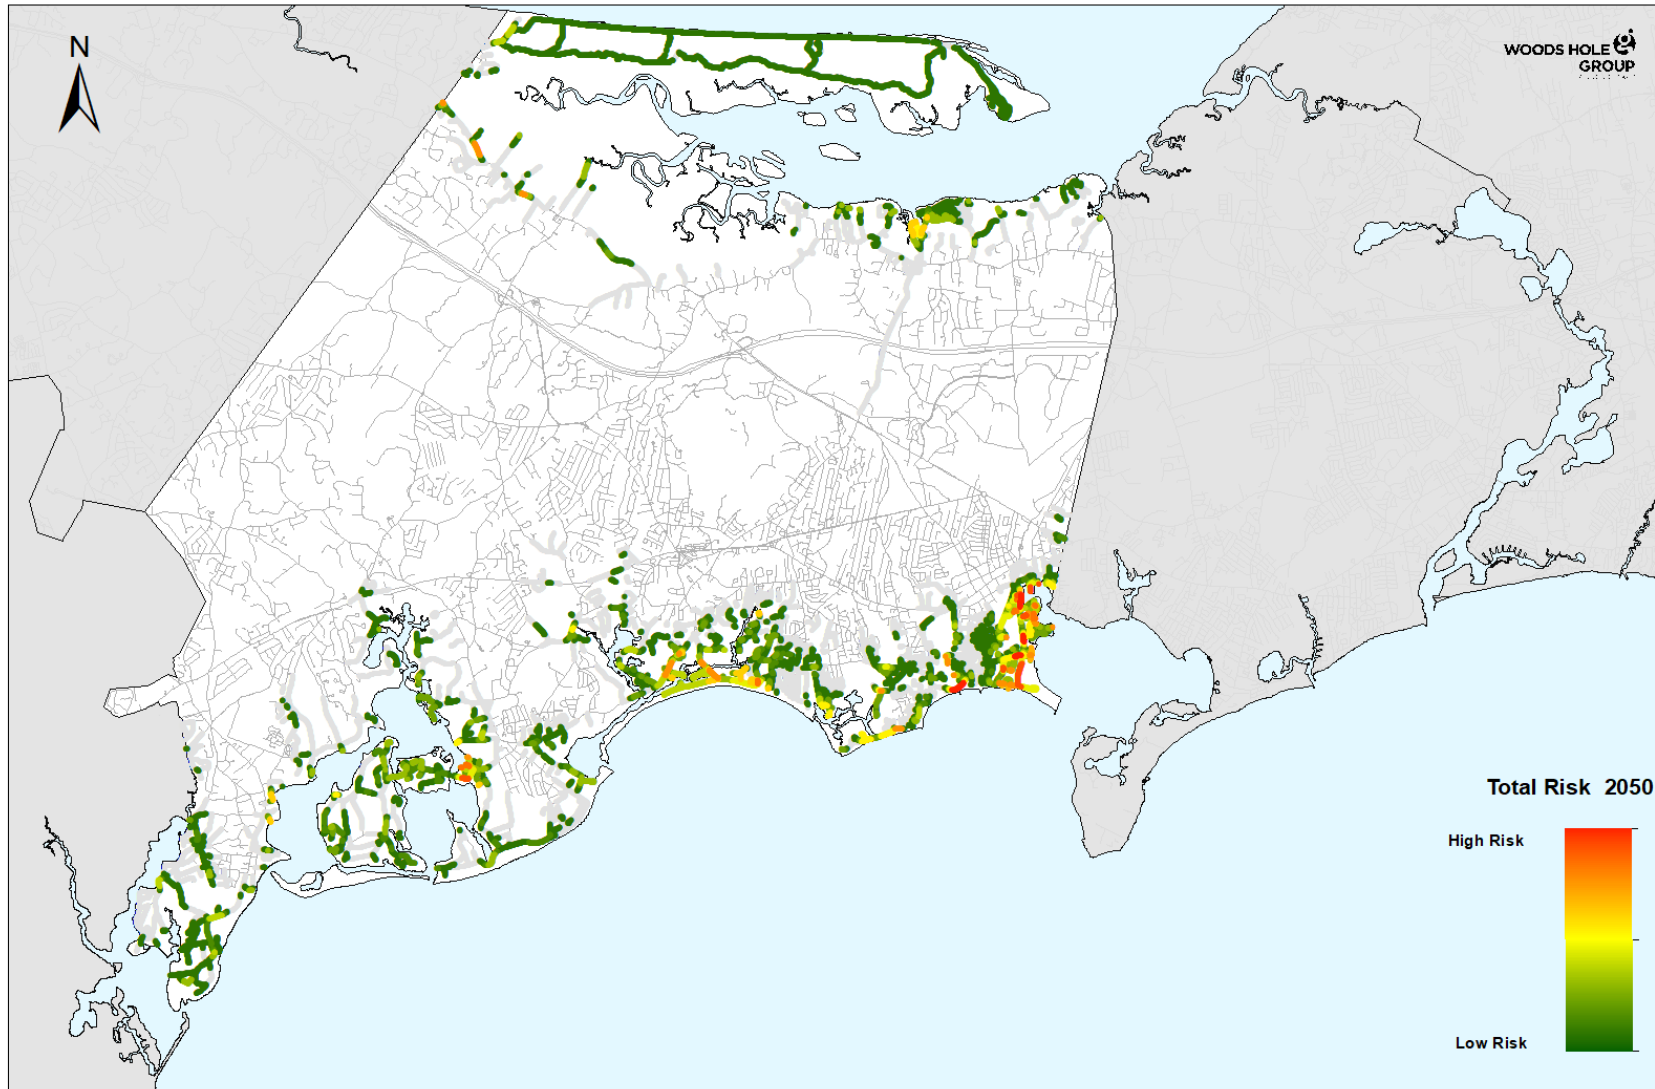 N
WOODS HOLE
GROUP
Total Risk 2050
High Risk
Low Risk